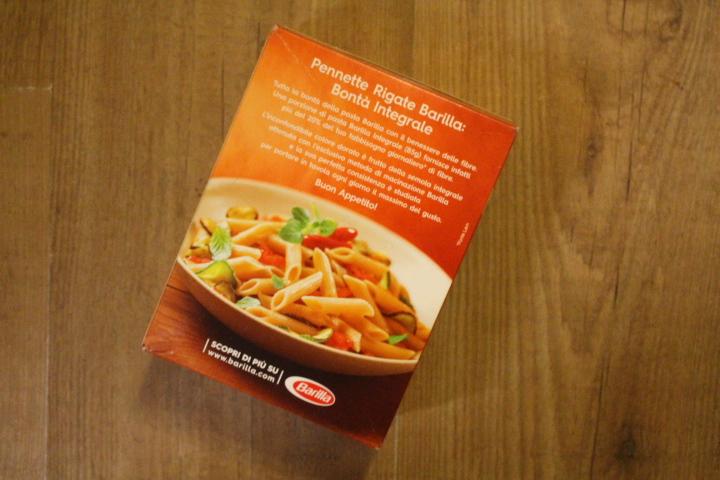 Pennette Rigate Barilla:
Bontà Integrale
Tutta la bontà della pasta Barilla con il benessere delle fibre.
Una porzione di pasta Barilla Integrale (85g) fornisce infatti
più del 20% del tuo fabbisogno giornaliero* di fibre.
L'inconfondibile colore dorato è frutto della semola integrale
ottenuta con l'esclusivo metodo di macinazione Barilla
e la sua perfetta consistenza è studiata
per portare in tavola ogni giorno il massimo del gusto.
Buon Appetito!
SCOPRI DI PIÙ SU
www.barilla.com
Barilla